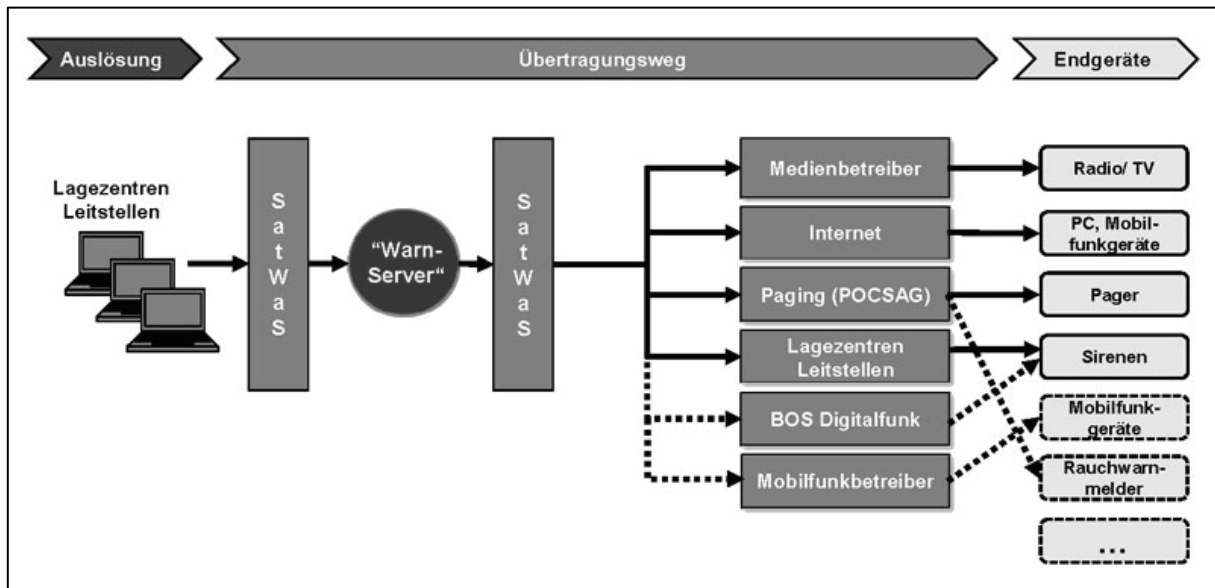 Auslösung
Übertragungsweg
Endgeräte
Lagezentren
Leitstellen
S
a
t
W
a
S
“Warn-
Server“
S
a
t
W
a
S
Medienbetreiber
Radio/ TV
Internet
PC, Mobil-
funkgeräte
Paging (POCSAG)
Pager
Lagezentren
Leitstellen
Sirenen
BOS Digitalfunk
Mobilfunk-
geräte
Mobilfunkbetreiber
Rauchwarn-
melder
...